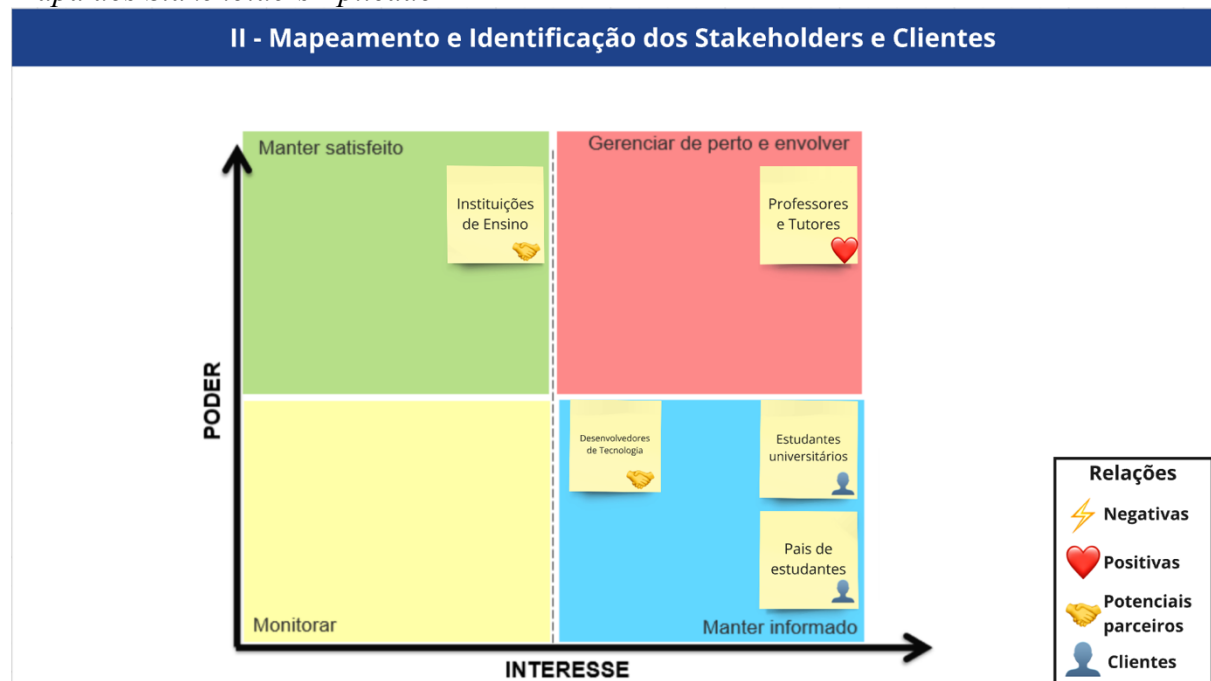 II - Mapeamento e Identificação dos Stakeholders e Clientes
Manter satisfeito
Gerenciar de perto e envolver
Instituições
de Ensino
Professores
e Tutores
PODER
Desenvolvedores
de Tecnologia
Estudantes
universitários
Pais de
estudantes
Monitorar
Manter informado
INTERESSE
Relações
Negativas
Positivas
Potenciais
parceiros
Clientes